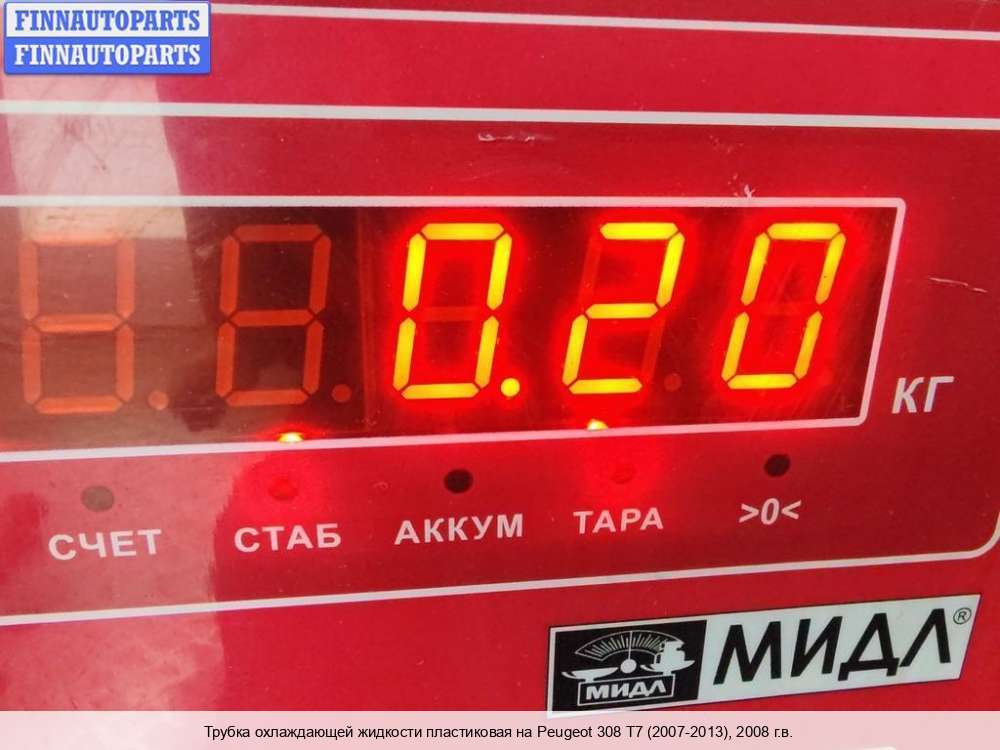 FINNAUTOPARTS
FINNAUTOPARTS
0.20
КГ
СЧЕТ СТАБ АККУМ ТАРА >0<
МИДЛ МИДЛ®
Трубка охлаждающей жидкости пластиковая на Peugeot 308 T7 (2007-2013), 2008 г.в.